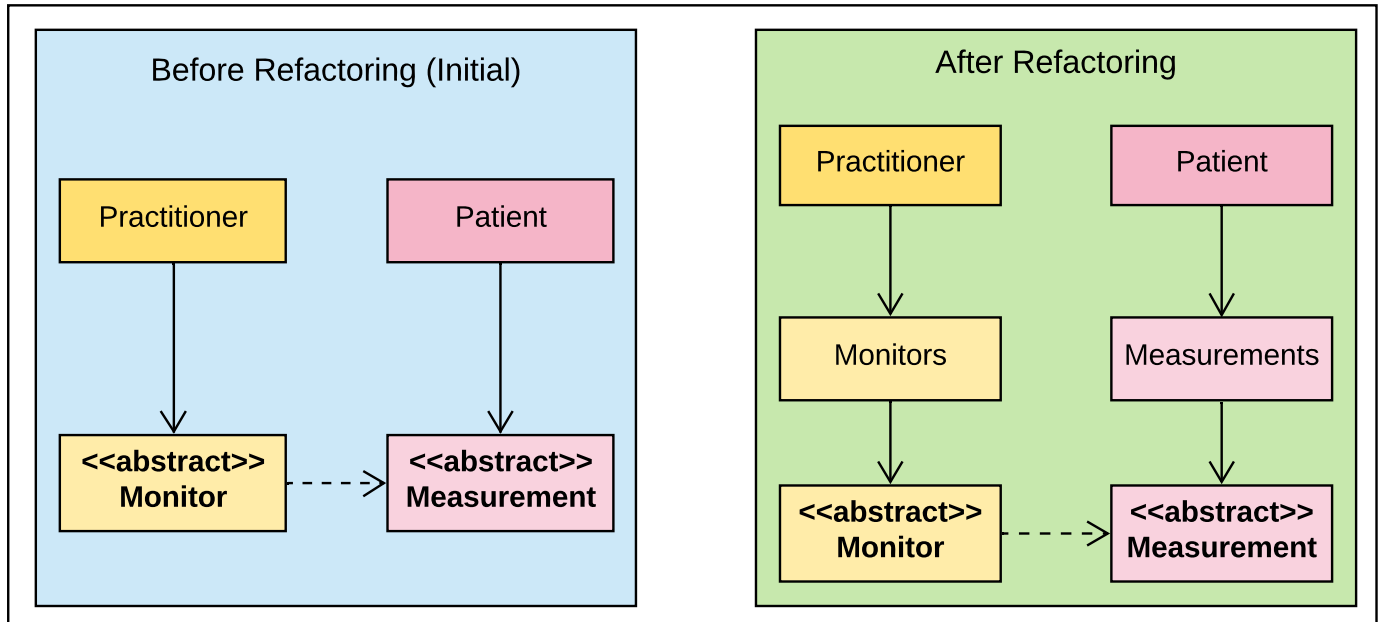 Before Refactoring (Initial)
Practitioner
Patient
<<abstract>>
Monitor
<<abstract>>
Measurement
After Refactoring
Practitioner
Patient
Monitors
Measurements
<<abstract>>
Monitor
<<abstract>>
Measurement